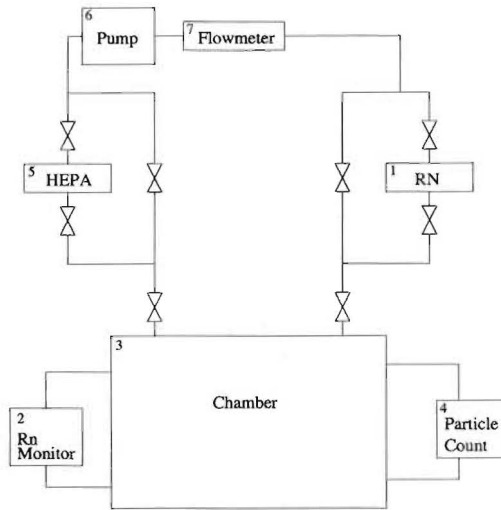 6
Pump
7
Flowmeter
5
HEPA
1
RN
3
Chamber
2
Rn
Monitor
4
Particle
Count